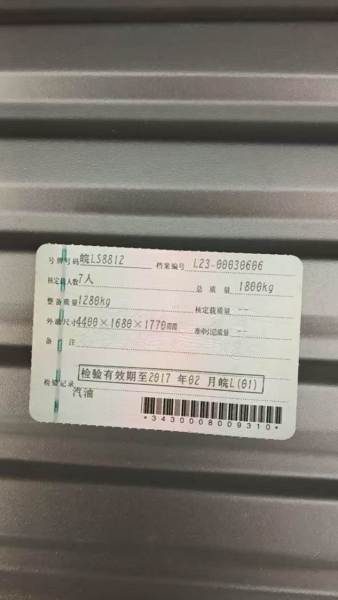 号牌号码 皖LS8812 档案编号 L23-00030606
核定载人数 7人 总质量 1800kg
整备质量 1280kg 核定载质量 --
外廓尺寸 4400×1680×1770mm 准牵引总质量 --
备注
检验有效期至2017 年02 月皖L(01)
检验记录
汽油
*3430008009310*